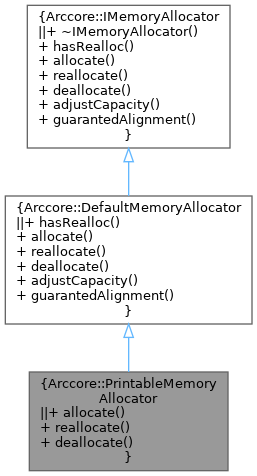 {Arccore::IMemoryAllocator
||+ ~IMemoryAllocator()
+ hasRealloc()
+ allocate()
+ reallocate()
+ deallocate()
+ adjustCapacity()
+ guarantedAlignment()
}
{Arccore::DefaultMemoryAllocator
||+ hasRealloc()
+ allocate()
+ reallocate()
+ deallocate()
+ adjustCapacity()
+ guarantedAlignment()
}
{Arccore::PrintableMemory
Allocator
||+ allocate()
+ reallocate()
+ deallocate()
}